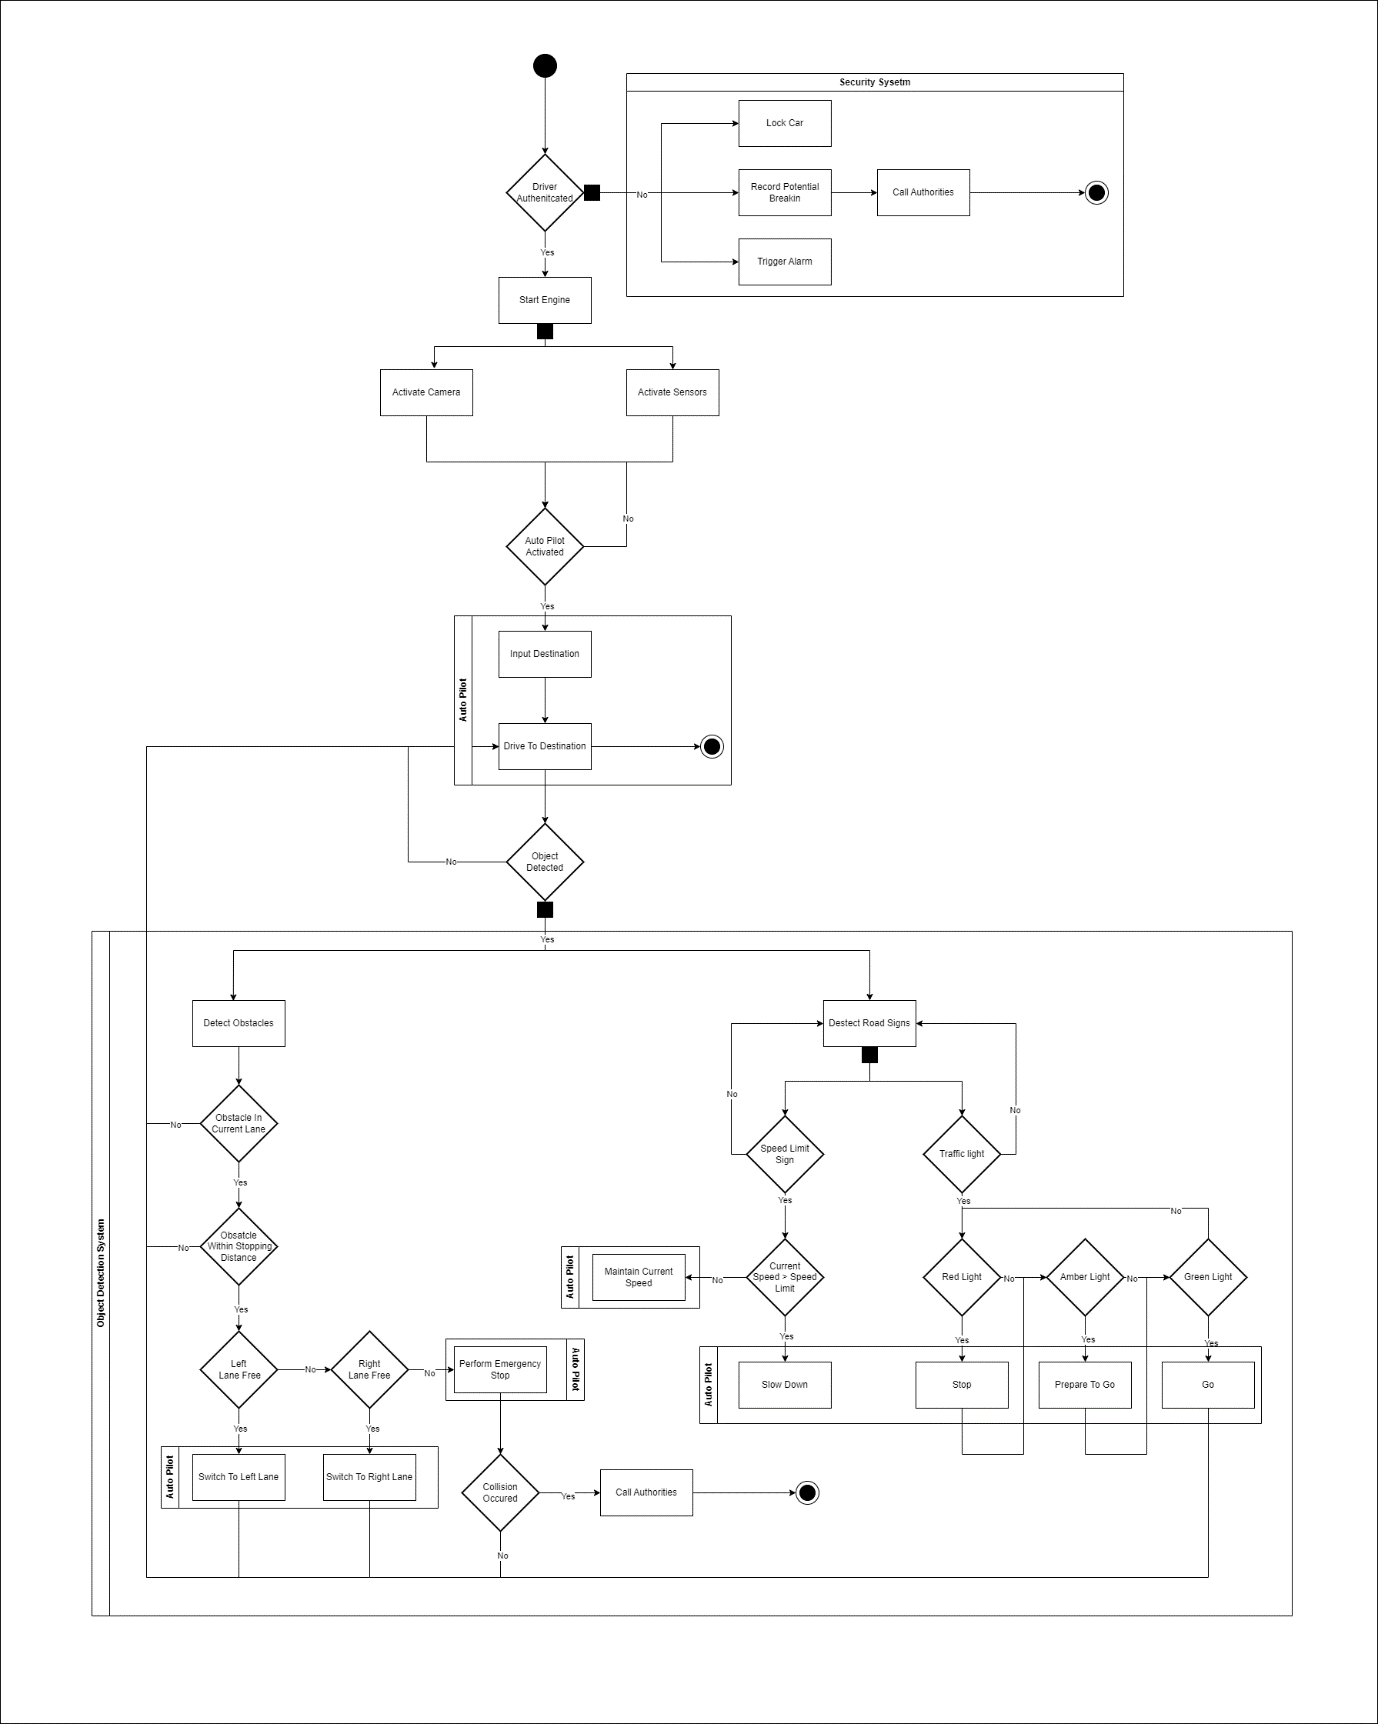 Security Sysetm
Lock Car
Driver
Authenitcated
No
Record Potential
Breakin
Call Authorities
Yes
Trigger Alarm
Start Engine
Activate Camera
Activate Sensors
No
Auto Pilot
Activated
Yes
Auto Pilot
Input Destination
Drive To Destination
Object
Detected
No
Yes
Object Detection System
Detect Obstacles
Destect Road Signs
No
No
Obstacle In
Current Lane
No
Speed Limit
Sign
Traffic light
Yes
Yes
Yes
No
Obsatcle
Within Stopping
Distance
No
Auto Pilot
Maintain Current
Speed
No
Current
Speed > Speed
Limit
Red Light
No
Amber Light
No
Green Light
Yes
Yes
Yes
Yes
Yes
Left
Lane Free
No
Right
Lane Free
No
Perform Emergency
Stop
Auto Pilot
Auto Pilot
Slow Down
Stop
Prepare To Go
Go
Yes
Yes
Auto Pilot
Switch To Left Lane
Switch To Right Lane
Collision
Occured
Yes
Call Authorities
No